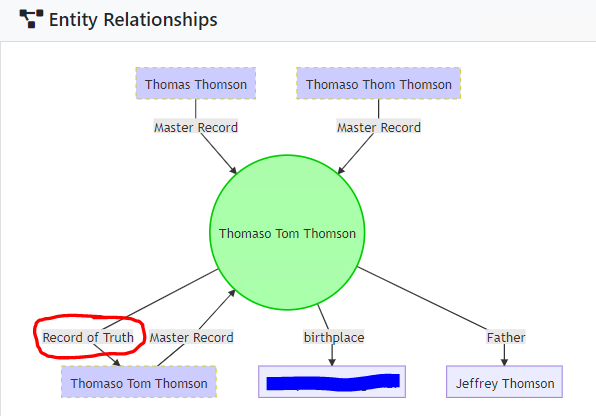 Entity Relationships
Thomas Thomson
Thomaso Thom Thomson
Master Record
Master Record
Thomaso Tom Thomson
Record of Truth
Master Record
birthplace
Father
Thomaso Tom Thomson
Jeffrey Thomson